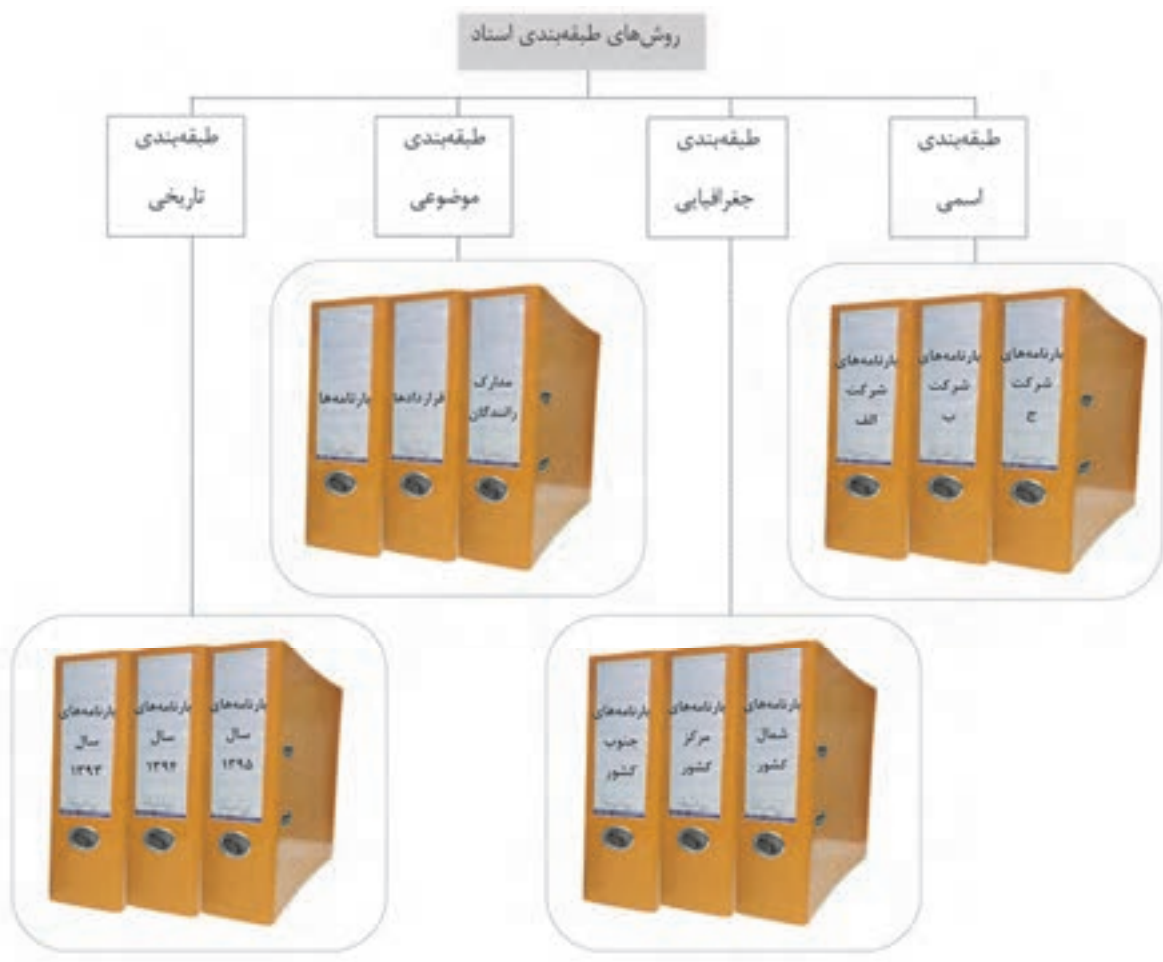 روش‌های طبقه‌بندی اسناد
طبقه‌بندی
اسمی
طبقه‌بندی
جغرافیایی
طبقه‌بندی
موضوعی
طبقه‌بندی
تاریخی
بارنامه‌های
شرکت
ج
بارنامه‌های
شرکت
ب
بارنامه‌های
شرکت
الف
مدارک
رانندگان
قراردادها
بارنامه‌ها
بارنامه‌های
شمال
کشور
بارنامه‌های
مرکز
کشور
بارنامه‌های
جنوب
کشور
بارنامه‌های
سال
۱۳۹۵
بارنامه‌های
سال
۱۳۹۴
بارنامه‌های
سال
۱۳۹۳